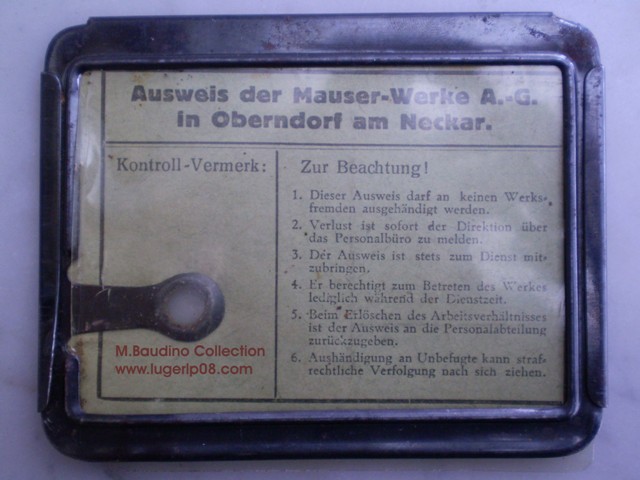 Ausweis der Mauser-Werke A.-G.
in Oberndorf am Neckar.
Kontroll-Vermerk:
Zur Beachtung!
1. Dieser Ausweis darf an keinen Werks-
fremden ausgehändigt werden.
2. Verlust ist sofort der Direktion über
das Personalbüro zu melden.
3. Der Ausweis ist stets zum Dienst mit-
zubringen.
4. Er berechtigt zum Betreten des Werkes
lediglich während der Dienstzeit.
5. Beim Erlöschen des Arbeitsverhältnisses
ist der Ausweis an die Personalabteilung
zurückzugeben.
6. Aushändigung an Unbefugte kann straf-
rechtliche Verfolgung nach sich ziehen.
M.Baudino Collection
www.lugerlp08.com